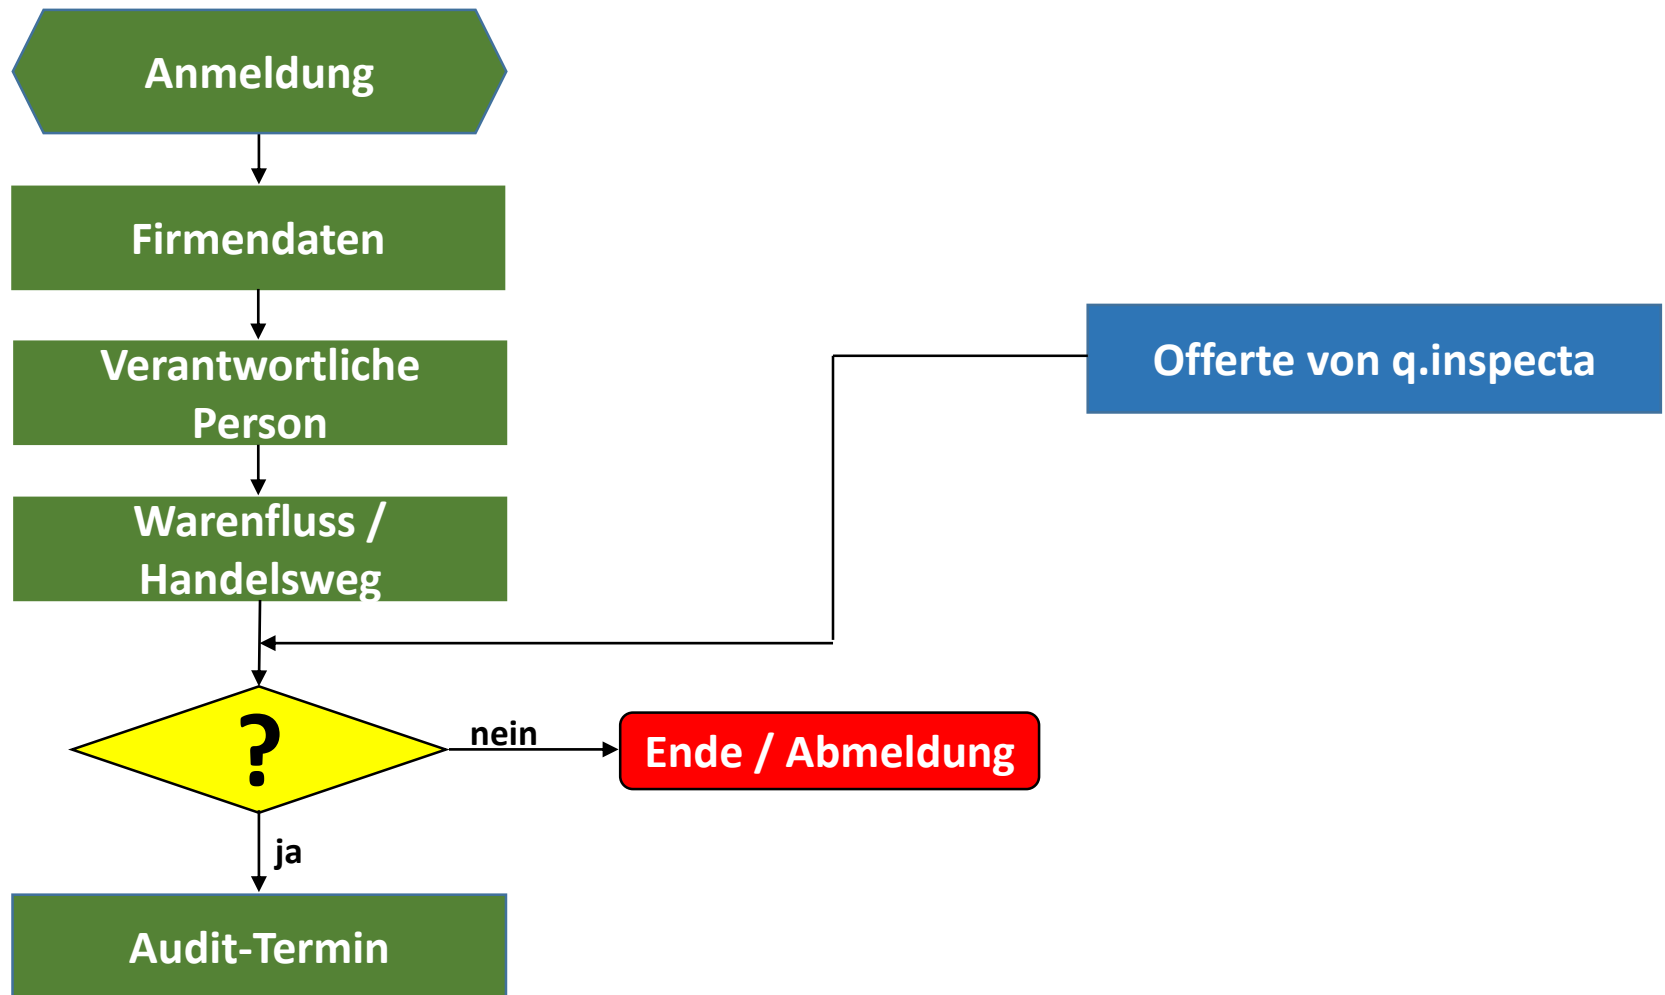 Anmeldung
Firmendaten
Verantwortliche
Person
Offerte von q.inspecta
Warenfluss /
Handelsweg
?
nein
Ende / Abmeldung
ja
Audit-Termin